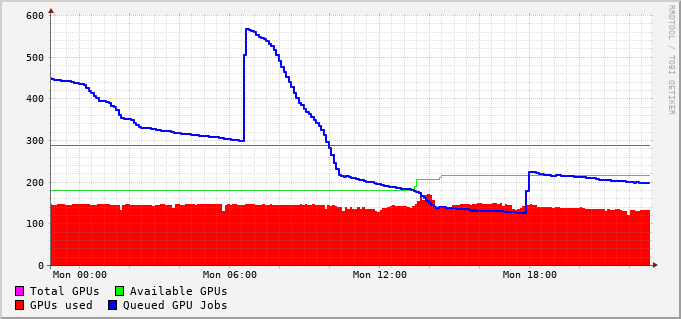 600
500
400
300
200
100
0
Mon 00:00 Mon 06:00 Mon 12:00 Mon 18:00
Total GPUs Available GPUs
GPUs used Queued GPU Jobs
RRDTOOL / TOBI OETIKER